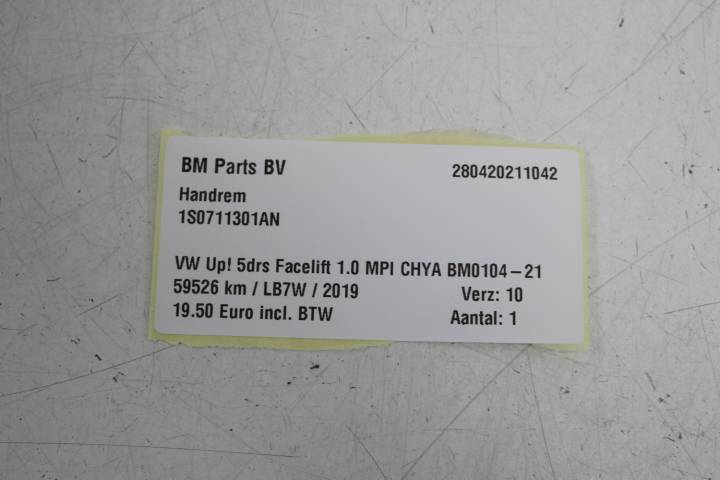 BM Parts BV 280420211042
Handrem
1S0711301AN
VW Up! 5drs Facelift 1.0 MPI CHYA BM0104-21
59526 km / LB7W / 2019 Verz: 10
19.50 Euro incl. BTW Aantal: 1